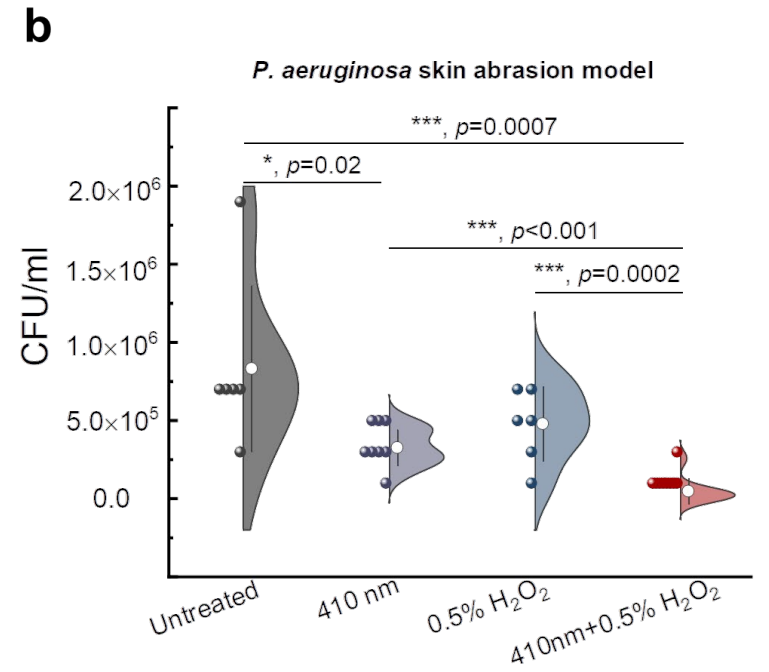 b
P. aeruginosa skin abrasion model
***, p=0.0007
*, p=0.02
***, p<0.001
***, p=0.0002
CFU/ml
2.0×10⁶
1.5×10⁶
1.0×10⁶
5.0×10⁵
0.0
Untreated
410 nm
0.5% H₂O₂
410nm+0.5% H₂O₂